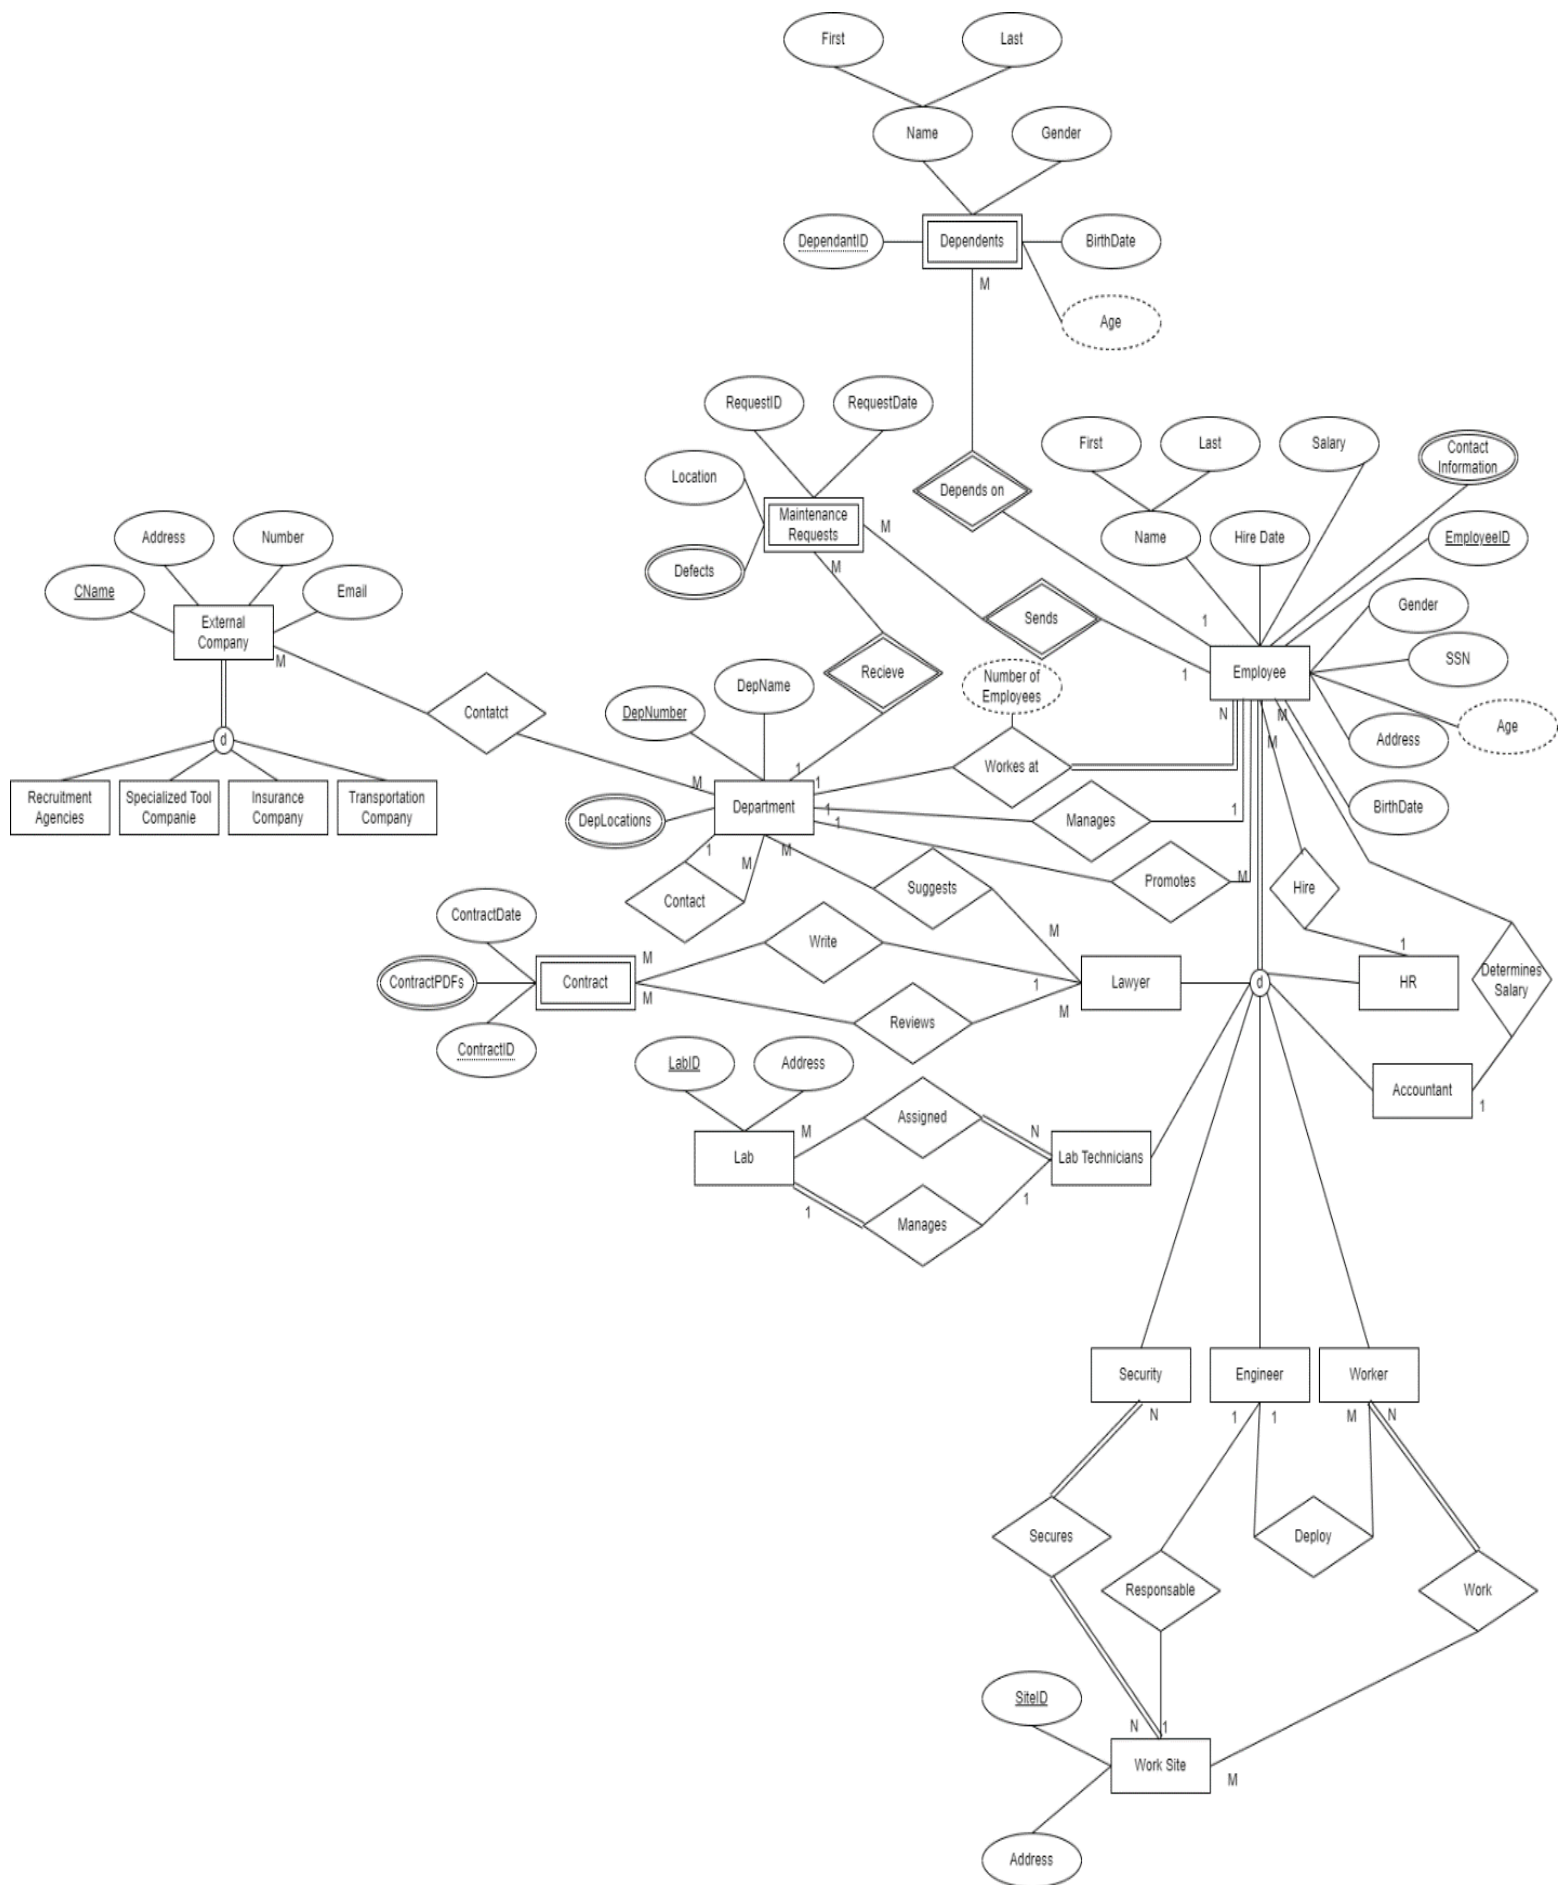 First
Last
Name
Gender
DependantID
Dependents
BirthDate
M
Age
RequestID
RequestDate
First
Last
Salary
Contact
Information
Location
Depends on
Maintenance
Requests
M
Address
Number
Name
Hire Date
EmployeeID
Defects
M
CName
Email
External
Company
Gender
Sends
1
M
Recieve
Number of
Employees
1
Employee
SSN
DepName
DepNumber
Contatct
N
M
Age
d
M
Address
1
Workes at
M
1
Recruitment
Agencies
Specialized Tool
Companie
Insurance
Company
Transportation
Company
DepLocations
Department
1
1
Manages
1
BirthDate
1
M
M
Contact
Suggests
Promotes
M
Hire
ContractDate
Write
M
M
1
ContractPDFs
Contract
M
Lawyer
1
M
d
HR
Determines
Salary
Reviews
ContractID
LabID
Address
Accountant
1
Assigned
M
N
Lab
Lab Technicians
1
1
Manages
Security
Engineer
Worker
N
1
1
M
N
Secures
Deploy
Responsable
Work
SiteID
N
1
Work Site
M
Address